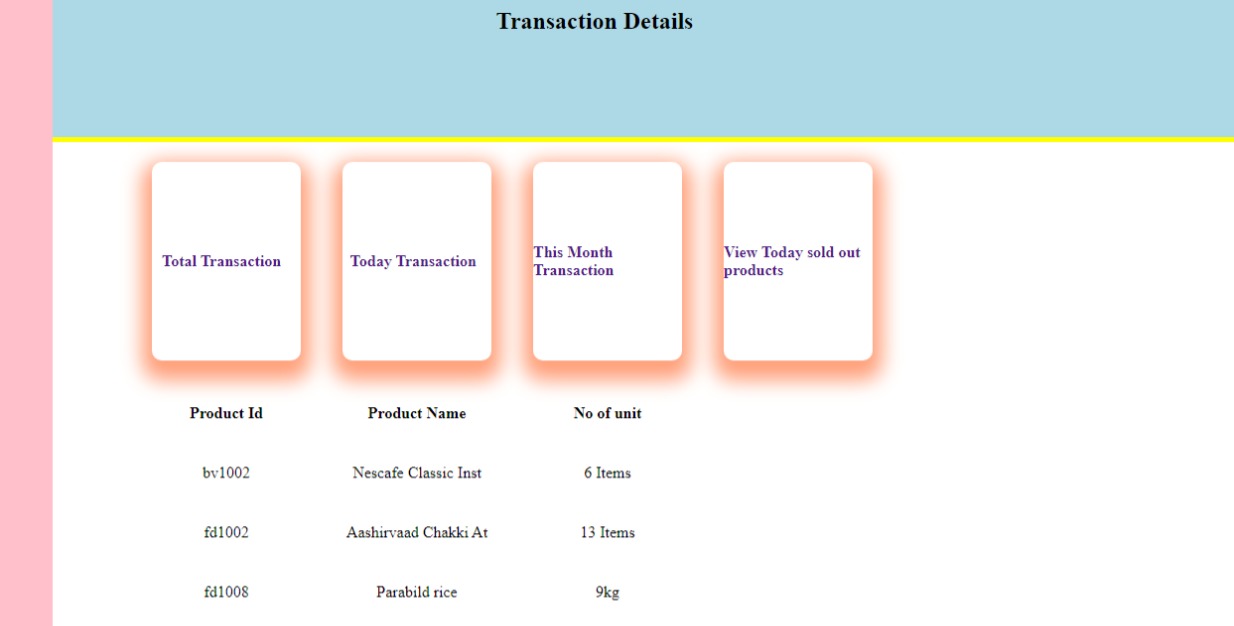 Transaction Details
Total Transaction
Today Transaction
This Month
Transaction
View Today sold out
products
Product Id Product Name No of unit
bv1002 Nescafe Classic Inst 6 Items
fd1002 Aashirvaad Chakki At 13 Items
fd1008 Parabild rice 9kg